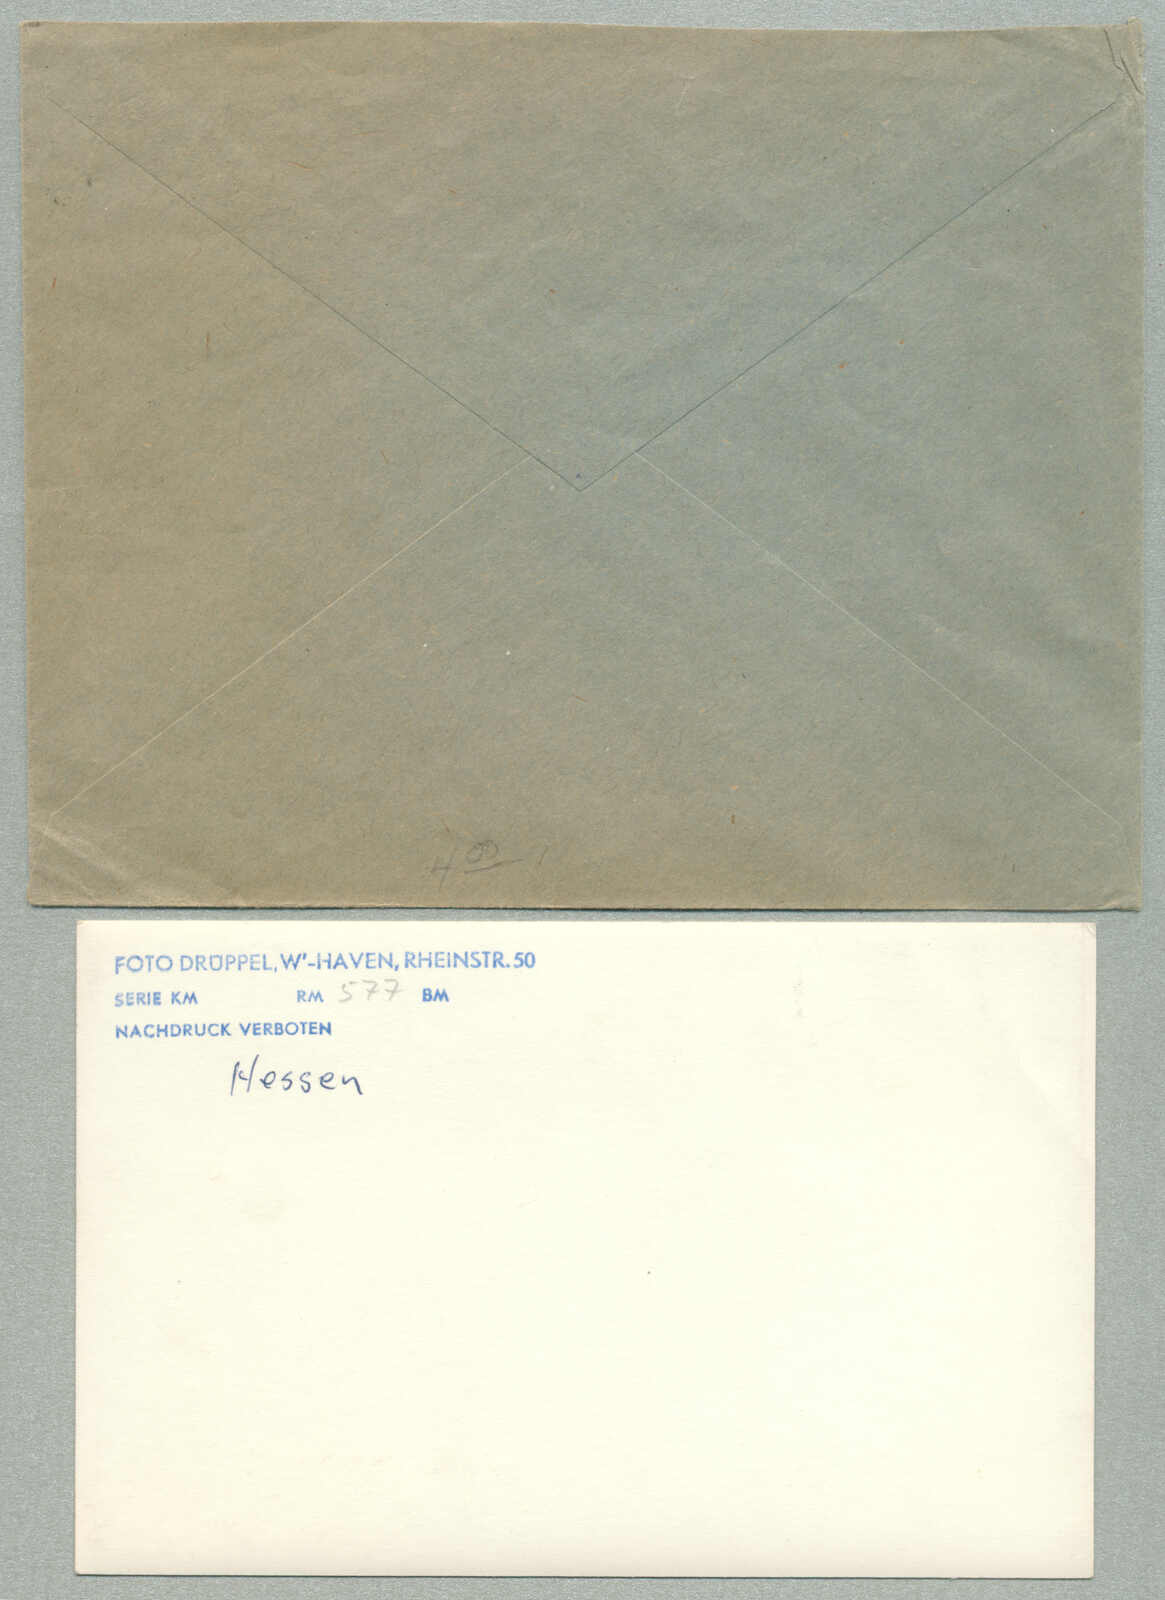 4 00
FOTO DRÜPPEL, W'-HAVEN, RHEINSTR. 50
SERIE KM RM 577 BM
NACHDRUCK VERBOTEN
Hessen